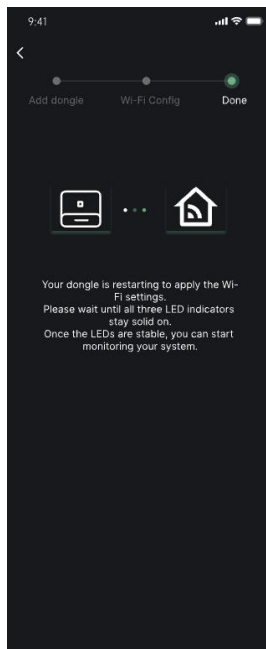 9:41
Add dongle Wi-Fi Config Done
Your dongle is restarting to apply the Wi-
Fi settings.
Please wait until all three LED indicators
stay solid on.
Once the LEDs are stable, you can start
monitoring your system.